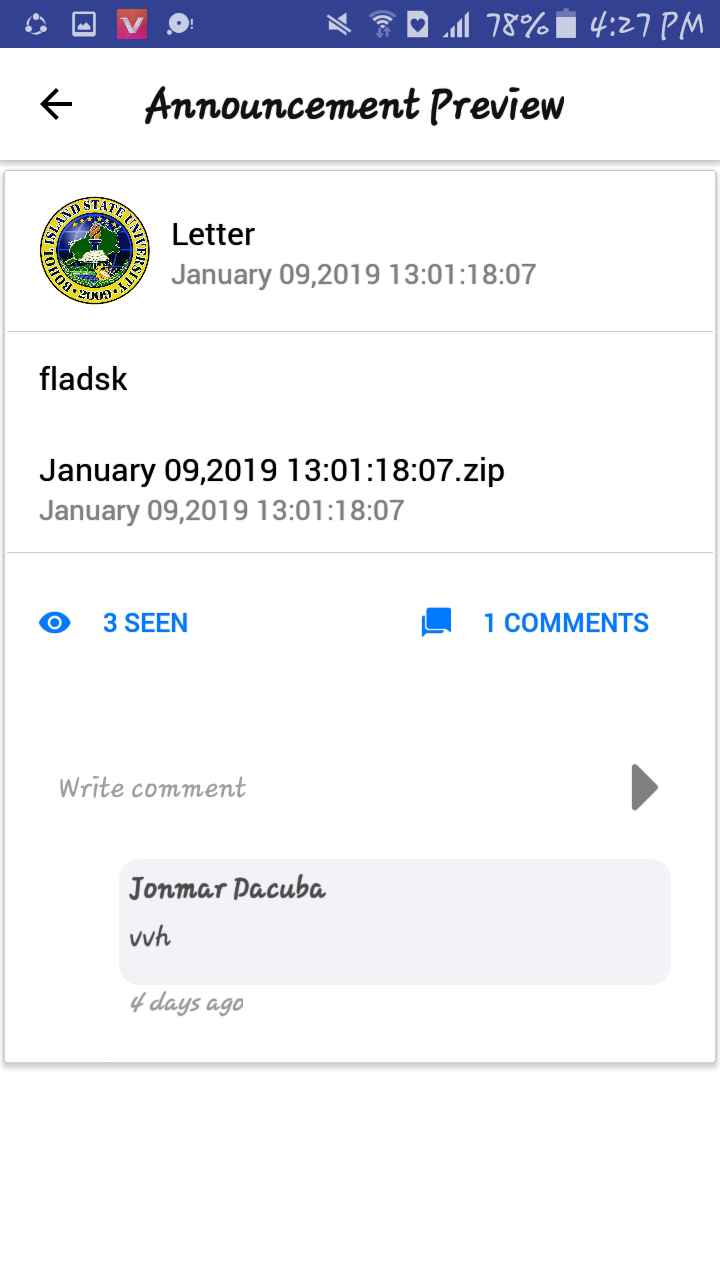 78% 4:27 PM
Announcement Preview
BOHOL ISLAND STATE UNIVERSITY
2009
Letter
January 09,2019 13:01:18:07
fladsk
January 09,2019 13:01:18:07.zip
January 09,2019 13:01:18:07
3 SEEN 1 COMMENTS
Write comment
Jonmar Dacuba
vvh
4 days ago